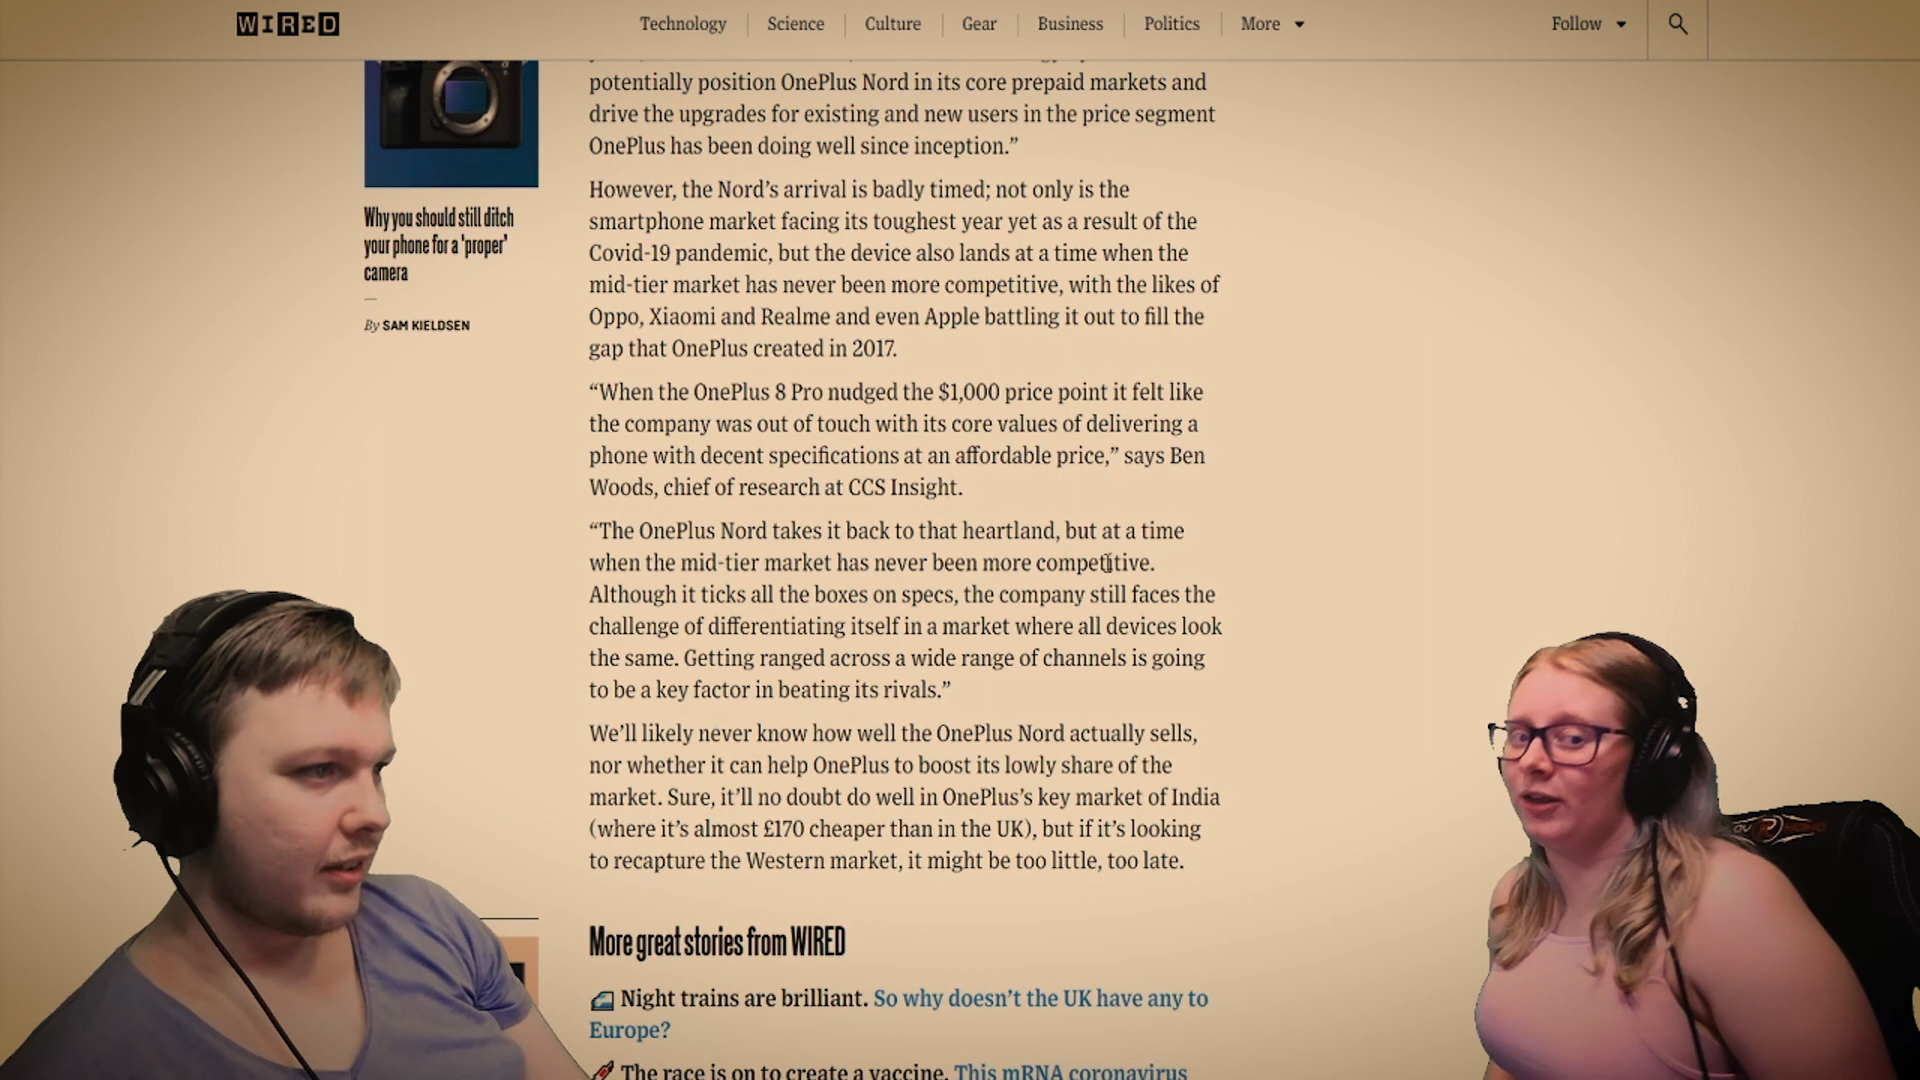 WIRED
Technology
Science
Culture
Gear
Business
Politics
More
Follow
potentially position OnePlus Nord in its core prepaid markets and
drive the upgrades for existing and new users in the price segment
OnePlus has been doing well since inception.”
However, the Nord’s arrival is badly timed; not only is the
smartphone market facing its toughest year yet as a result of the
Covid-19 pandemic, but the device also lands at a time when the
mid-tier market has never been more competitive, with the likes of
Oppo, Xiaomi and Realme and even Apple battling it out to fill the
gap that OnePlus created in 2017.
“When the OnePlus 8 Pro nudged the $1,000 price point it felt like
the company was out of touch with its core values of delivering a
phone with decent specifications at an affordable price,” says Ben
Woods, chief of research at CCS Insight.
“The OnePlus Nord takes it back to that heartland, but at a time
when the mid-tier market has never been more competitive.
Although it ticks all the boxes on specs, the company still faces the
challenge of differentiating itself in a market where all devices look
the same. Getting ranged across a wide range of channels is going
to be a key factor in beating its rivals.”
We’ll likely never know how well the OnePlus Nord actually sells,
nor whether it can help OnePlus to boost its lowly share of the
market. Sure, it’ll no doubt do well in OnePlus’s key market of India
(where it’s almost £170 cheaper than in the UK), but if it’s looking
to recapture the Western market, it might be too little, too late.
More great stories from WIRED
Night trains are brilliant. So why doesn’t the UK have any to
Europe?
The race is on to create a vaccine. This mRNA coronavirus
Why you should still ditch
your phone for a ‘proper’
camera
By SAM KIELDSEN